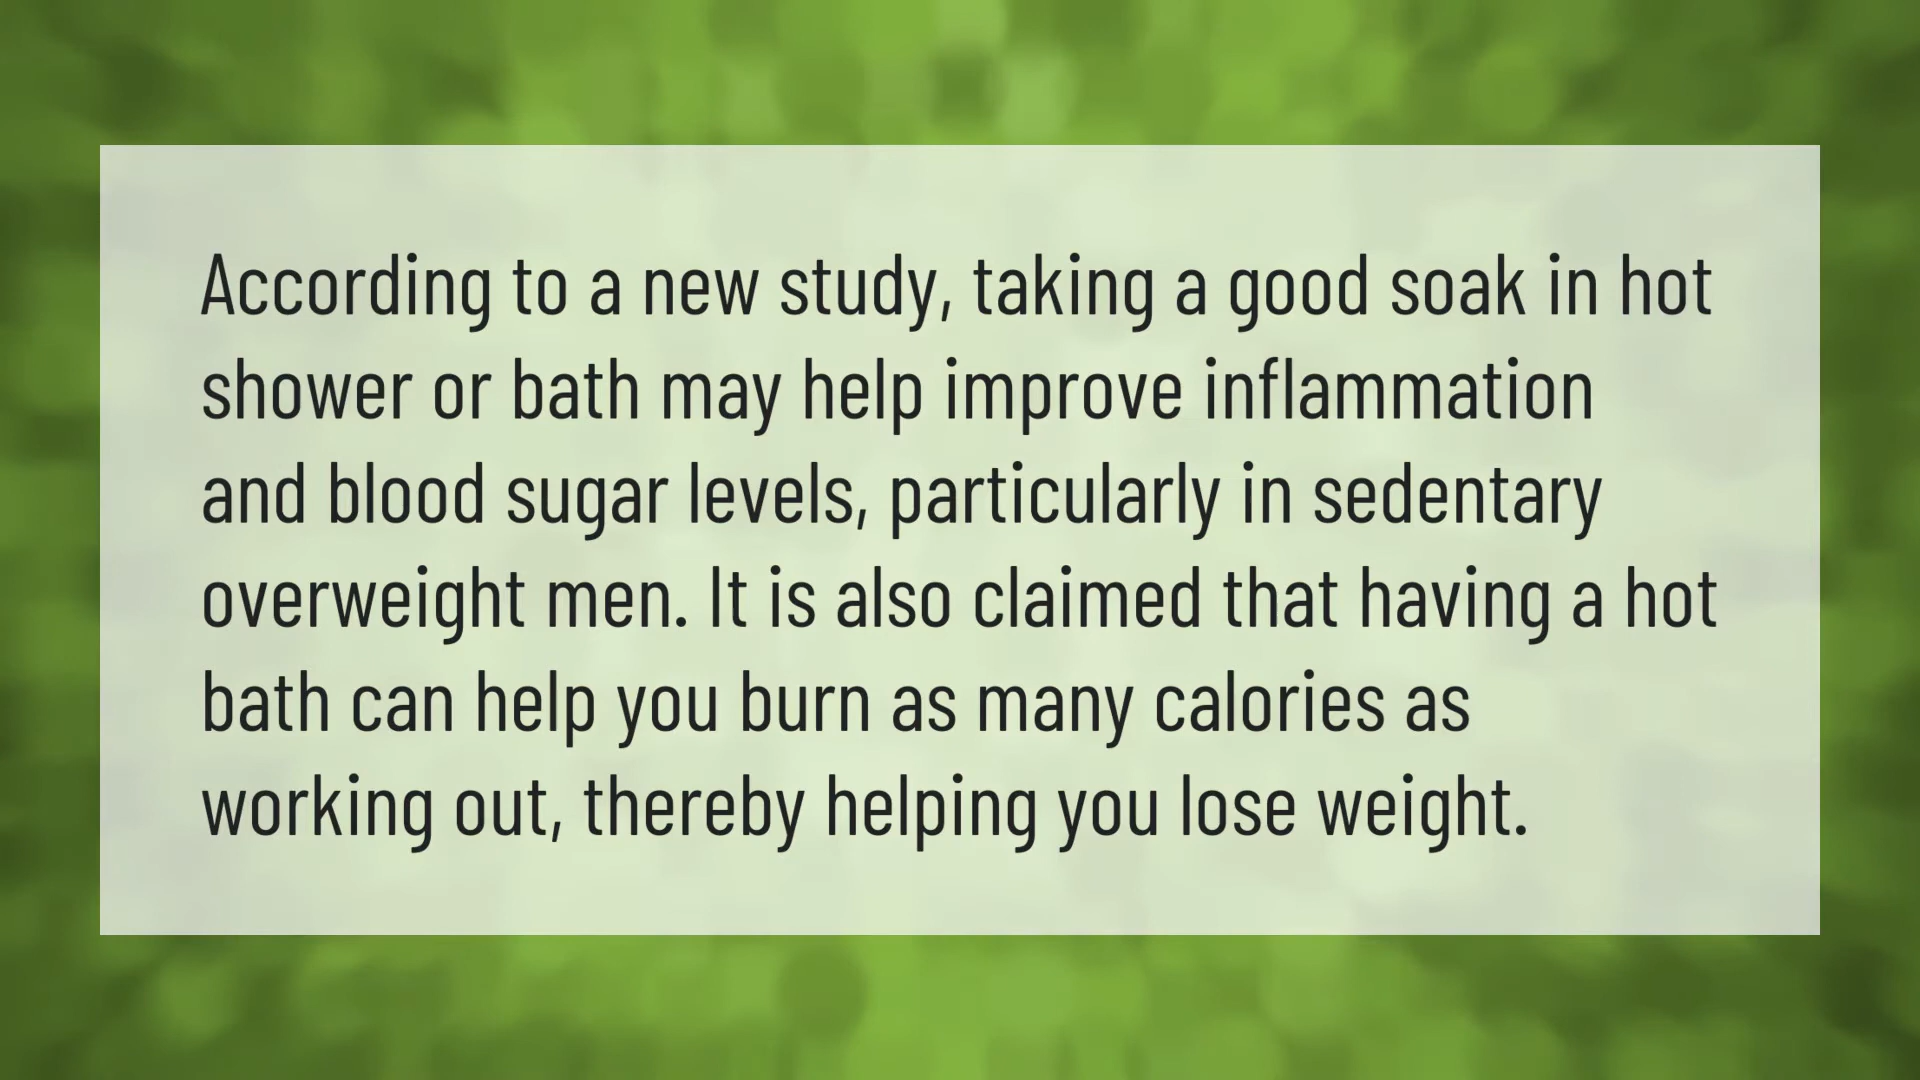 According to a new study, taking a good soak in hot
shower or bath may help improve inflammation
and blood sugar levels, particularly in sedentary
overweight men. It is also claimed that having a hot
bath can help you burn as many calories as
working out, thereby helping you lose weight.